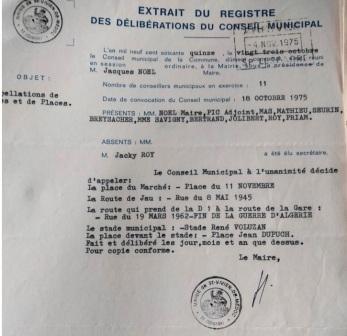 EXTRAIT DU REGISTRE
DES DÉLIBÉRATIONS DU CONSEIL MUNICIPAL
L'an mil neuf cent soixante quinze, le vingt trois octobre
le Conseil municipal de la Commune, dûment convoqué, s'est réuni
en session ordinaire, à la Mairie, sous la présidence de
M. Jacques NOEL Maire.
4 NOV. 1975
OBJET :
pellations de
es et de Places.
Nombre de conseillers municipaux en exercice : 11
Date de convocation du Conseil municipal : 18 OCTOBRE 1975
PRÉSENTS : MM. NOEL Maire, PIC Adjoint, MAS, MATHIEU, SEURIN,
BREYSACHER, MME SAVIGNY, BERTRAND, JOLIBERT, ROY, PRIAM.
ABSENTS : MM.
M. Jacky ROY a été élu secrétaire.
Le Conseil Municipal à l'unanimité décide
d'appeler:
La place du Marché: - Place du 11 NOVEMBRE
La Route de Jau : - Rue du 8 MAI 1945
La route qui prend de la D 1 à la route de la Gare :
- Rue du 19 MARS 1962-FIN DE LA GUERRE D'ALGERIE
Le stade municipal : -Stade René VOLUZAN
La place devant le stade: - Place Jean DUPUCH.
Fait et délibéré les jour, mois et an que dessus.
Pour copie conforme.
Le Maire,